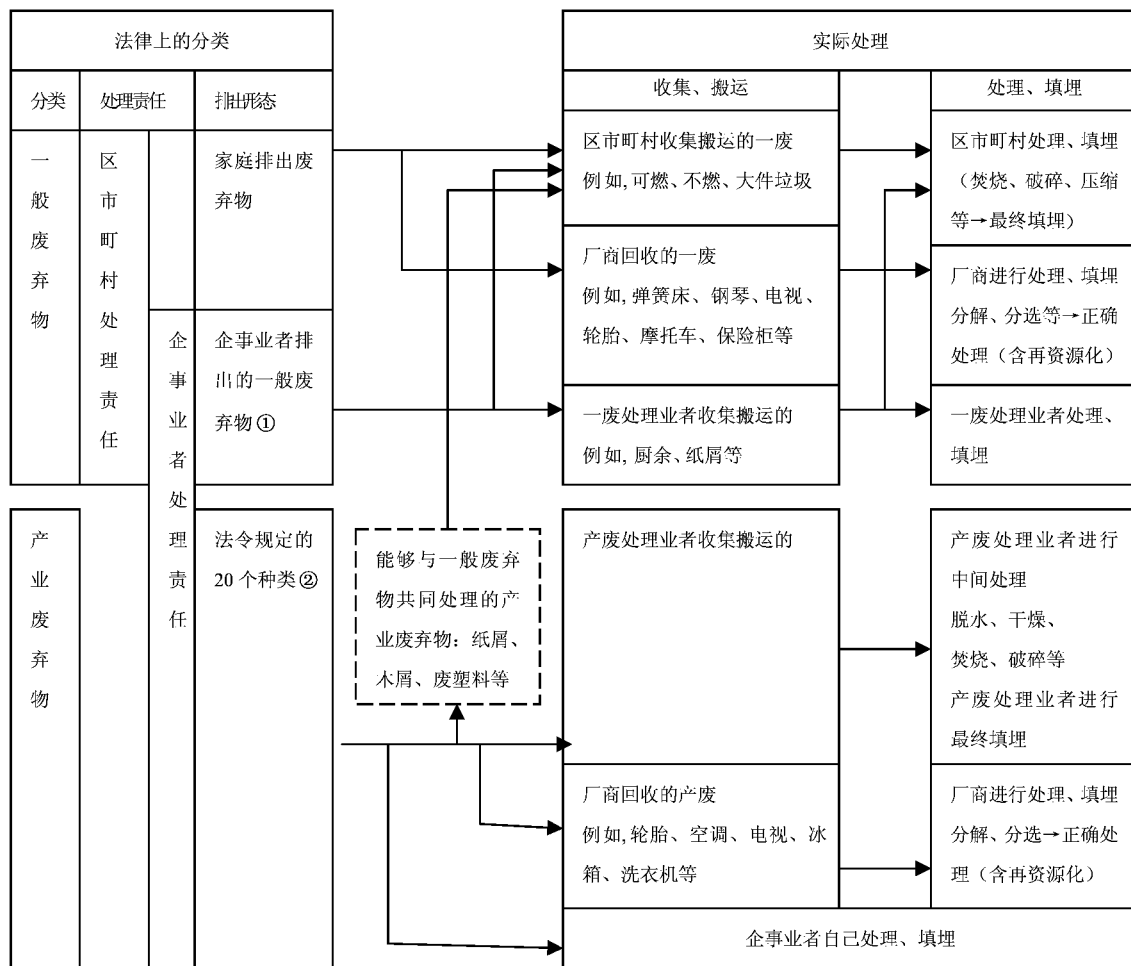 法律上的分类
实际处理
分类
处理责任
排出形态
收集、搬运
处理、填埋
一般废弃物
区市町村处理责任
企事业者处理责任
家庭排出废
弃物
企事业者排
出的一般废
弃物①
区市町村收集搬运的一废
例如,可燃、不燃、大件垃圾
区市町村处理、填埋
（焚烧、破碎、压缩
等→最终填埋）
厂商回收的一废
例如,弹簧床、钢琴、电视、
轮胎、摩托车、保险柜等
厂商进行处理、填埋
分解、分选等→正确
处理（含再资源化）
一废处理业者收集搬运的
例如,厨余、纸屑等
一废处理业者处理、
填埋
产业废弃物
法令规定的
20 个种类②
能够与一般废弃
物共同处理的产
业废弃物：纸屑、
木屑、废塑料等
产废处理业者收集搬运的
产废处理业者进行
中间处理
脱水、干燥、
焚烧、破碎等
产废处理业者进行
最终填埋
厂商回收的产废
例如,轮胎、空调、电视、冰
箱、洗衣机等
厂商进行处理、填埋
分解、分选→正确处
理（含再资源化）
企事业者自己处理、填埋